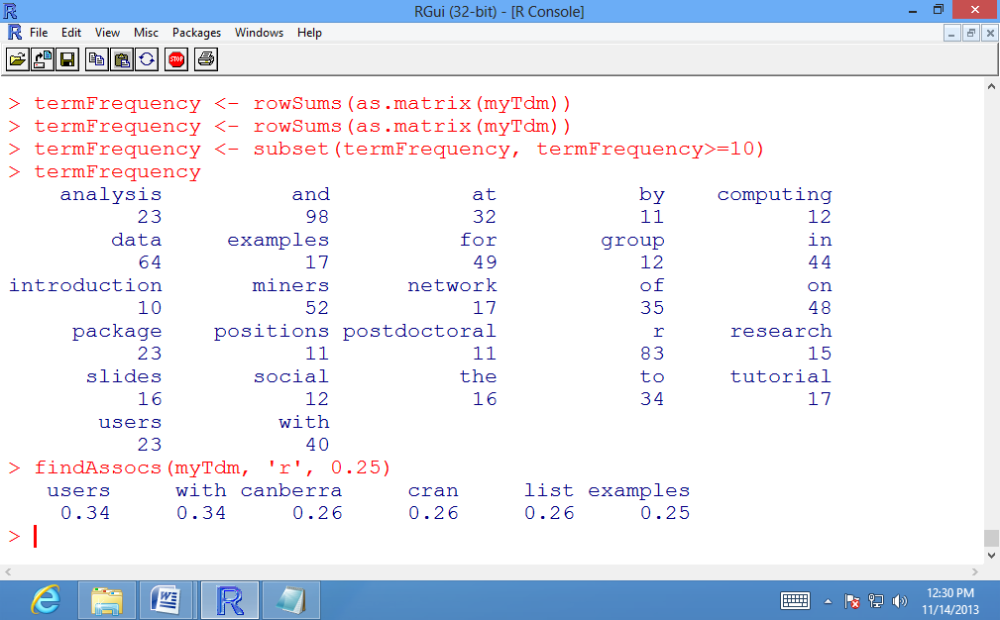 RGui (32-bit) - [R Console]
File Edit View Misc Packages Windows Help
STOP
> termFrequency <- rowSums(as.matrix(myTdm))
> termFrequency <- rowSums(as.matrix(myTdm))
> termFrequency <- subset(termFrequency, termFrequency>=10)
> termFrequency
analysis and at by computing
23 98 32 11 12
data examples for group in
64 17 49 12 44
introduction miners network of on
10 52 17 35 48
package positions postdoctoral r research
23 11 11 83 15
slides social the to tutorial
16 12 16 34 17
users with
23 40
> findAssocs(myTdm, 'r', 0.25)
users with canberra cran list examples
0.34 0.34 0.26 0.26 0.26 0.25
>
12:30 PM
11/14/2013